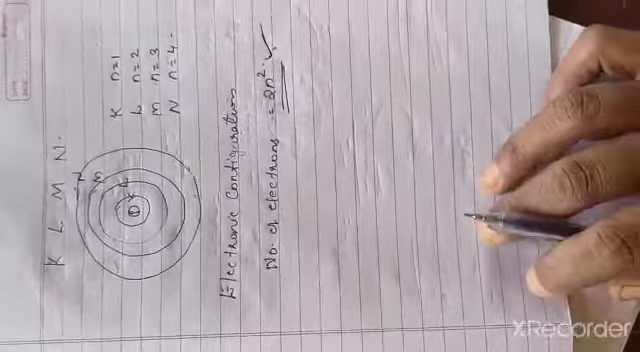 K L M N.
K n=1
L n=2
M n=3
N n=4-
N
M
L
K
Electronic Configuration
No. of electrons = 2n².
XRecorder